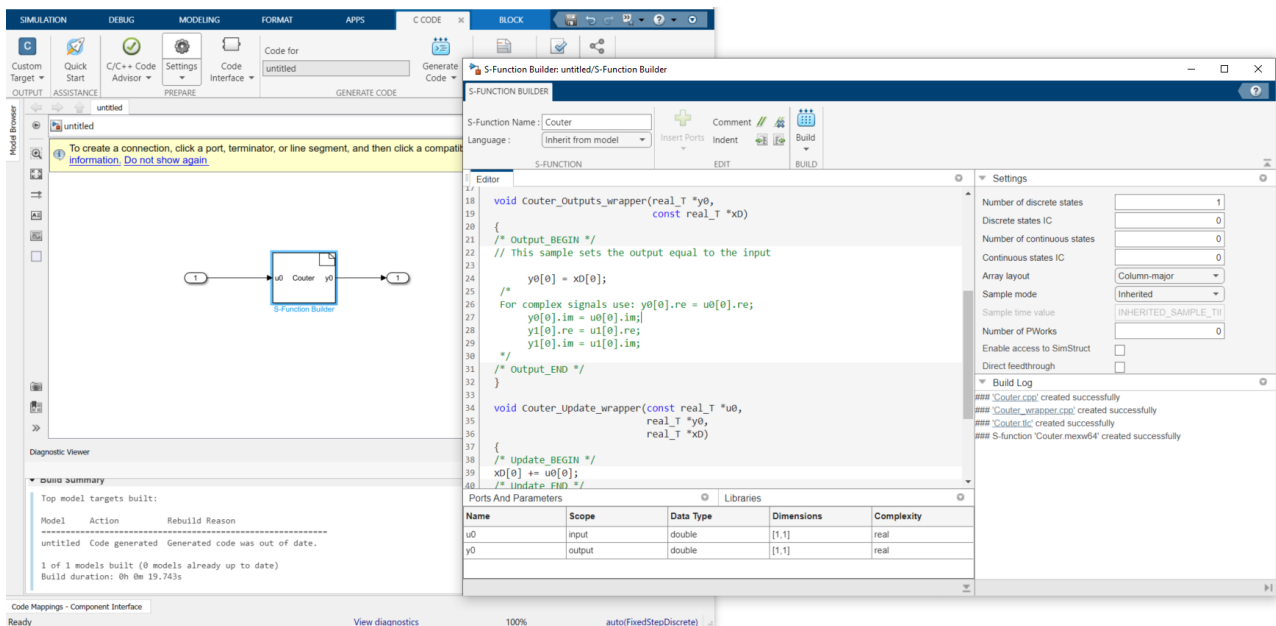 SIMULATION DEBUG MODELING FORMAT APPS C CODE BLOCK
Custom Target
Quick Start
C/C++ Code Advisor
Settings
Code Interface
Code for
untitled
Generate Code
OUTPUT ASSISTANCE PREPARE GENERATE CODE
Model Browser
untitled
untitled
To create a connection, click a port, terminator, or line segment, and then click a compatib
information. Do not show again
1 u0 Couter y0 1
S-Function Builder
Diagnostic Viewer
Build Summary
Top model targets built:
Model Action Rebuild Reason
untitled Code generated Generated code was out of date.
1 of 1 models built (0 models already up to date)
Build duration: 0h 0m 19.743s
Code Mappings - Component Interface
Ready View diagnostics 100% auto(FixedStepDiscrete)
S-Function Builder: untitled/S-Function Builder
S-FUNCTION BUILDER
S-Function Name : Couter
Language : Inherit from model
Insert Ports
Comment
Indent
Build
S-FUNCTION EDIT BUILD
Editor
17
18 void Couter_Outputs_wrapper(real_T *y0,
19 const real_T *xD)
20 {
21 /* Output_BEGIN */
22 // This sample sets the output equal to the input
23
24 y0[0] = xD[0];
25 /*
26 For complex signals use: y0[0].re = u0[0].re;
27 y0[0].im = u0[0].im;
28 y1[0].re = u1[0].re;
29 y1[0].im = u1[0].im;
30 */
31 /* Output_END */
32 }
33
34 void Couter_Update_wrapper(const real_T *u0,
35 real_T *y0,
36 real_T *xD)
37 {
38 /* Update_BEGIN */
39 xD[0] += u0[0];
40 /* Update_END */
Ports And Parameters Libraries
Name Scope Data Type Dimensions Complexity
u0 input double [1,1] real
y0 output double [1,1] real
Settings
Number of discrete states 1
Discrete states IC 0
Number of continuous states 0
Continuous states IC 0
Array layout Column-major
Sample mode Inherited
Sample time value INHERITED_SAMPLE_TII
Number of PWorks 0
Enable access to SimStruct
Direct feedthrough
Build Log
### 'Couter.cpp' created successfully
### 'Couter_wrapper.cpp' created successfully
### 'Couter.tlc' created successfully
### S-function 'Couter.mexw64' created successfully